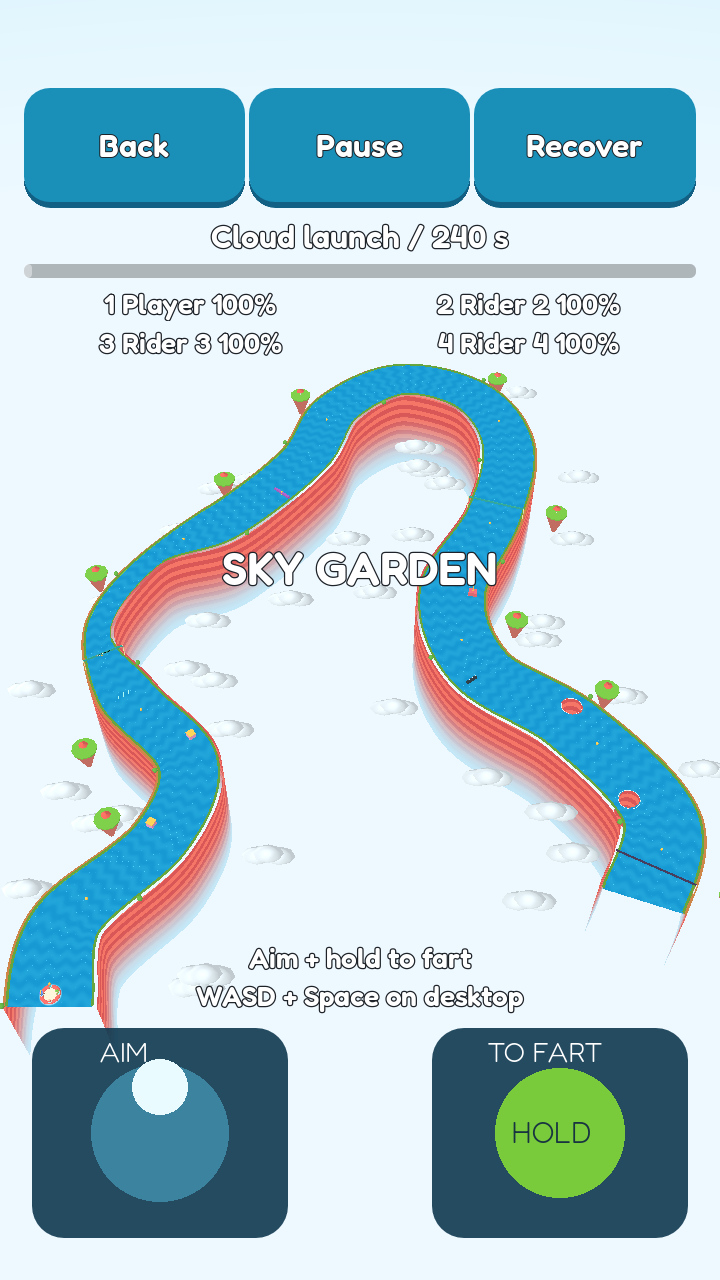 Back
Pause
Recover
Cloud launch / 240 s
1 Player 100%
2 Rider 2 100%
3 Rider 3 100%
4 Rider 4 100%
SKY GARDEN
Aim + hold to fart
WASD + Space on desktop
AIM
TO FART
HOLD